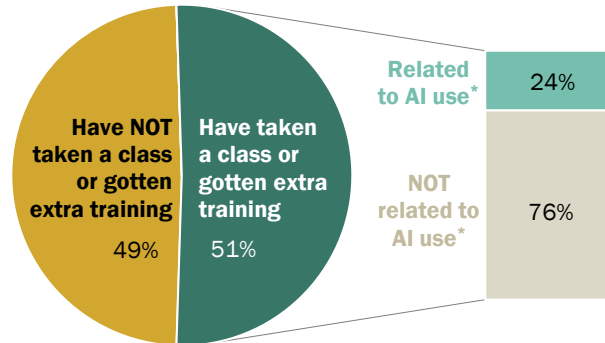 Have NOT
taken a class
or gotten
extra training
49%
Have taken
a class or
gotten extra
training
51%
Related
to AI use*
24%
NOT
related to
AI use*
76%